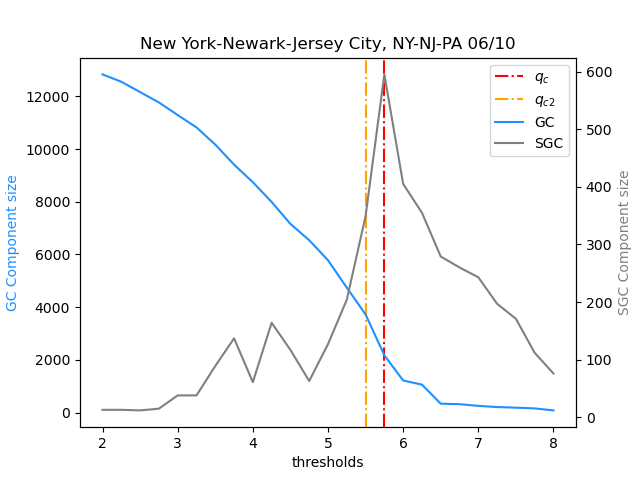 New York-Newark-Jersey City, NY-NJ-PA 06/10
GC Component size
12000
10000
8000
6000
4000
2000
0
600
500
400
300
200
100
0
SGC Component size
q_c
q_{c2}
GC
SGC
2 3 4 5 6 7 8
thresholds